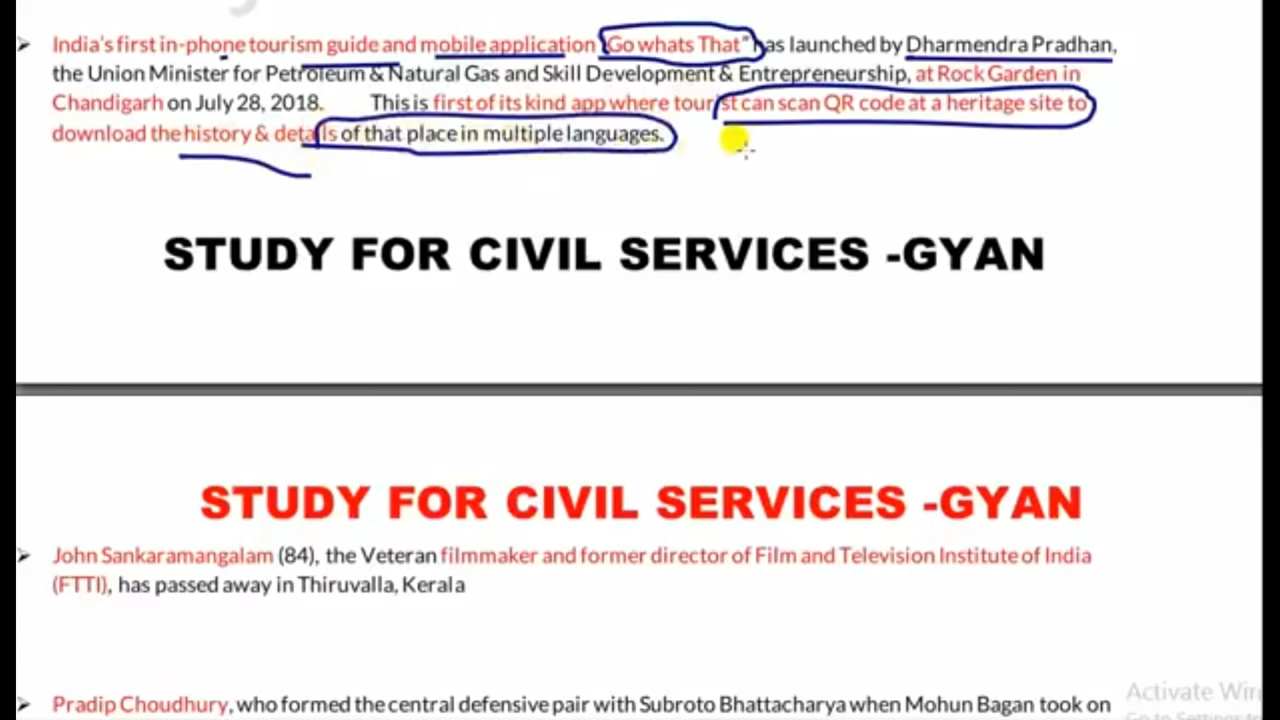 India's first in-phone tourism guide and mobile application "Go whats That" has launched by Dharmendra Pradhan,
the Union Minister for Petroleum & Natural Gas and Skill Development & Entrepreneurship, at Rock Garden in
Chandigarh on July 28, 2018. This is first of its kind app where tourist can scan QR code at a heritage site to
download the history & details of that place in multiple languages.
STUDY FOR CIVIL SERVICES -GYAN
STUDY FOR CIVIL SERVICES -GYAN
John Sankaramangalam (84), the Veteran filmmaker and former director of Film and Television Institute of India
(FTTI), has passed away in Thiruvalla, Kerala
Activate Win
Pradip Choudhury, who formed the central defensive pair with Subroto Bhattacharya when Mohun Bagan took on